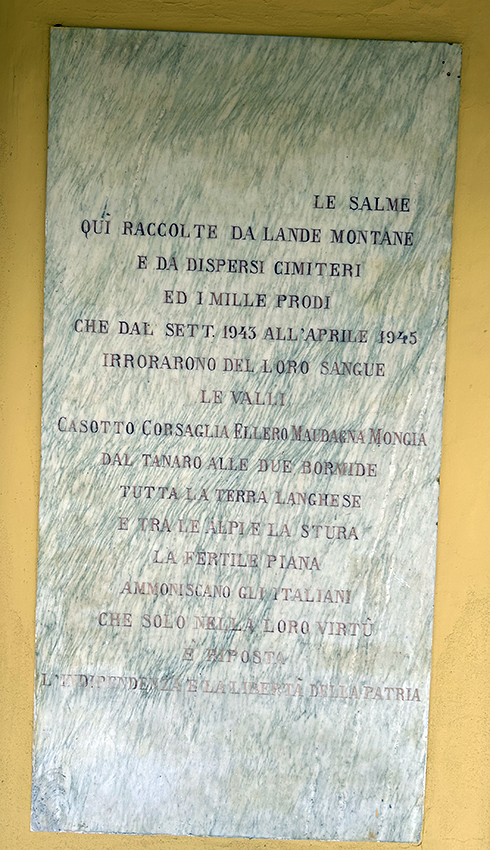 LE SALME
QUÌ RACCOLTE DA LANDE MONTANE
E DA DISPERSI CIMITERI
ED I MILLE PRODI
CHE DAL SETT. 1943 ALL'APRILE 1945
IRRORARONO DEL LORO SANGUE
LE VALLI
CASOTTO CORSAGLIA ELLERO MAUDAGNA MONGIA
DAL TANARO ALLE DUE BORMIDE
TUTTA LA TERRA LANGHESE
E TRA LE ALPI E LA STURA
LA FERTILE PIANA
AMMONISCANO GLI ITALIANI
CHE SOLO NELLA LORO VIRTÙ
È RIPOSTA
L'INDIPENDENZA E LA LIBERTÀ DELLA PATRIA